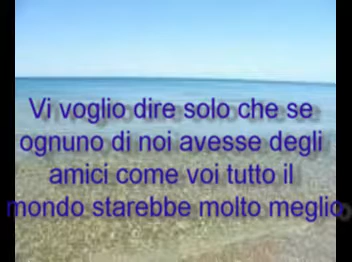 Vi voglio dire solo che se
ognuno di noi avesse degli
amici come voi tutto il
mondo starebbe molto meglio